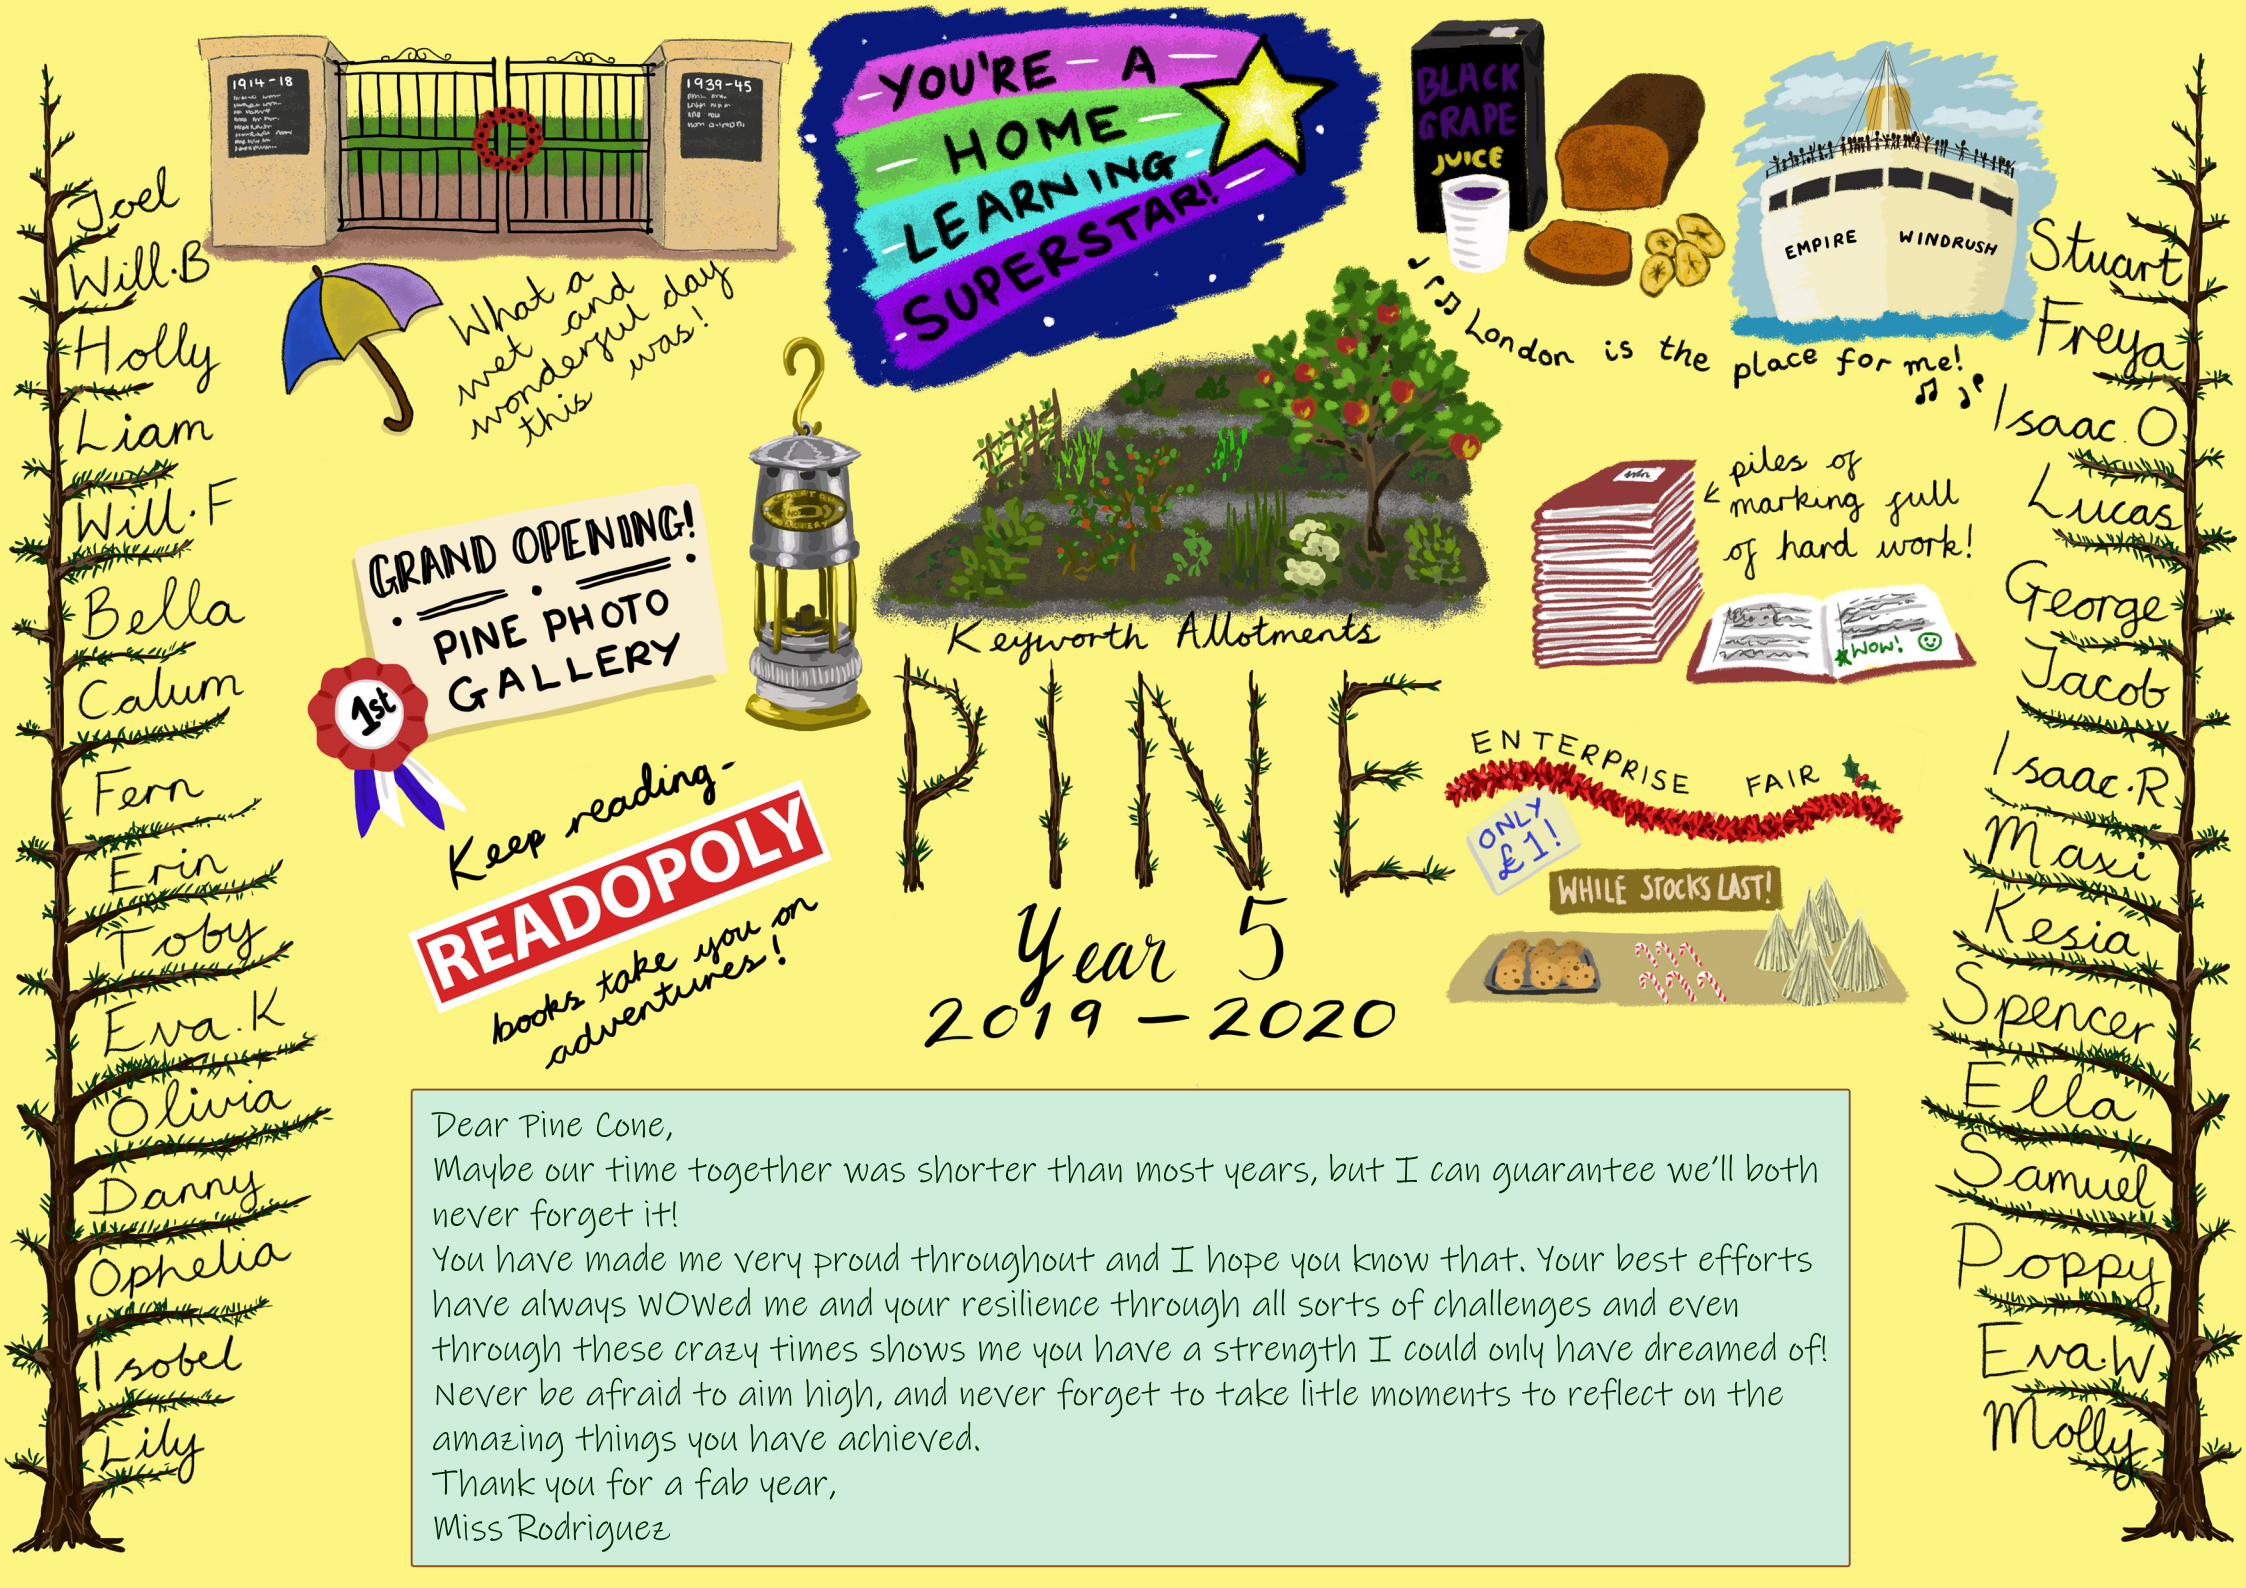 1914-18
1939-45
YOU'RE A
HOME
LEARNING
SUPERSTAR!
BLACK
GRAPE
JUICE
EMPIRE WINDRUSH
What a
wet and
wonderful day
this was!
London is the place for me!
Keyworth Allotments
piles of
marking full
of hard work!
WOW!
GRAND OPENING!
PINE PHOTO
GALLERY
1st
Keep reading-
READOPOLY
books take you on
adventures!
PINE
Year 5
2019-2020
ENTERPRISE FAIR
ONLY
£1!
WHILE STOCKS LAST!
Joel
Will.B
Holly
Liam
Will.F
Bella
Calum
Fern
Erin
Toby
Eva.K
Olivia
Danny
Ophelia
Isobel
Lily
Stuart
Freya
Isaac.O
Lucas
George
Jacob
Isaac.R
Maxi
Kesia
Spencer
Ella
Samuel
Poppy
Eva.W
Molly
Dear Pine Cone,
Maybe our time together was shorter than most years, but I can guarantee we'll both
never forget it!
You have made me very proud throughout and I hope you know that. Your best efforts
have always WOWed me and your resilience through all sorts of challenges and even
through these crazy times shows me you have a strength I could only have dreamed of!
Never be afraid to aim high, and never forget to take litle moments to reflect on the
amazing things you have achieved.
Thank you for a fab year,
Miss Rodriguez